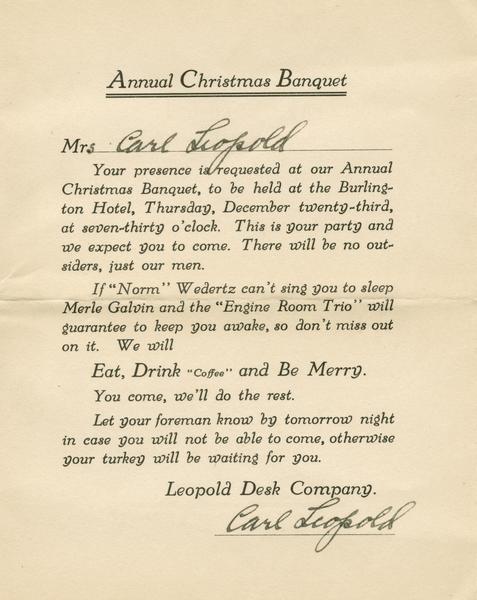 Annual Christmas Banquet
Mrs Carl Leopold
Your presence is requested at our Annual
Christmas Banquet, to be held at the Burling-
ton Hotel, Thursday, December twenty-third,
at seven-thirty o'clock. This is your party and
we expect you to come. There will be no out-
siders, just our men.
If "Norm" Wedertz can't sing you to sleep
Merle Galvin and the "Engine Room Trio" will
guarantee to keep you awake, so don't miss out
on it. We will
Eat, Drink "Coffee" and Be Merry.
You come, we'll do the rest.
Let your foreman know by tomorrow night
in case you will not be able to come, otherwise
your turkey will be waiting for you.
Leopold Desk Company.
Carl Leopold